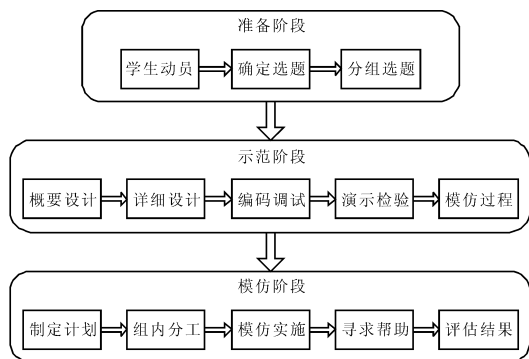 准备阶段
学生动员 确定选题 分组选题
示范阶段
概要设计 详细设计 编码调试 演示检验 模仿过程
模仿阶段
制定计划 组内分工 模仿实施 寻求帮助 评估结果